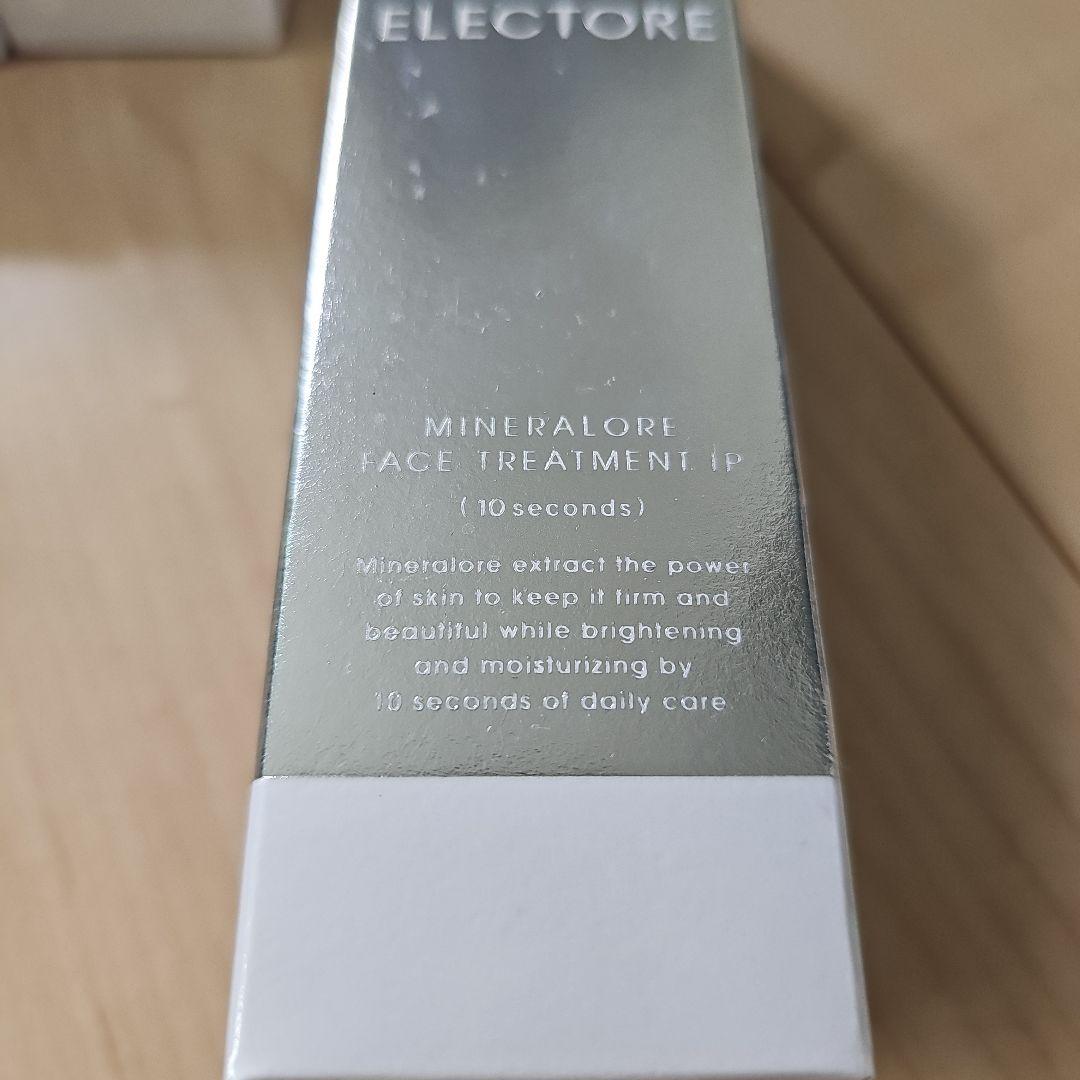 ELECTORE
MINERALORE
FACE TREATMENT IP
(10 seconds)
Mineralore extract the power
of skin to keep it firm and
beautiful while brightening
and moisturizing by
10 seconds of daily care